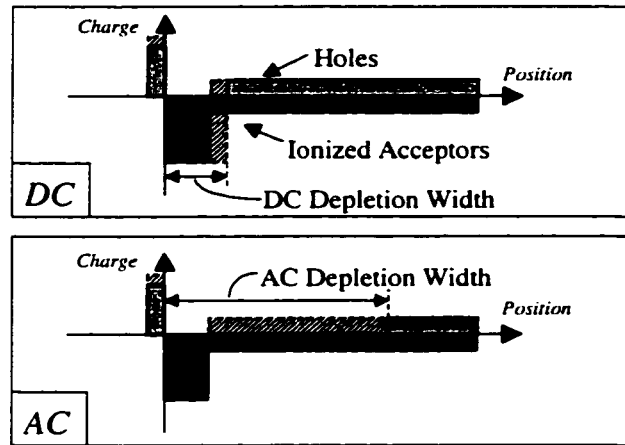 Charge
Holes
Position
Ionized Acceptors
DC Depletion Width
DC
Charge
AC Depletion Width
Position
AC